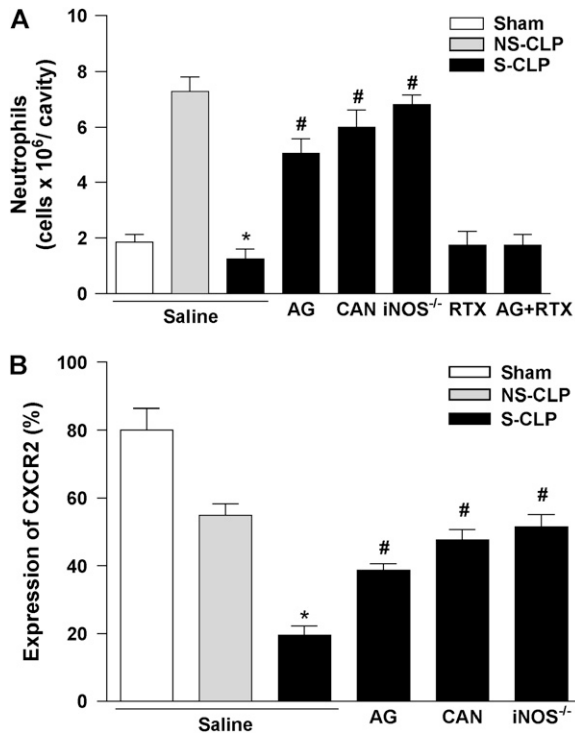 A
Sham
NS-CLP
S-CLP
Neutrophils
(cells x 10⁶/ cavity)
10
8
6
4
2
0
*
#
#
#
Saline
AG
CAN
iNOS⁻/⁻
RTX
AG+RTX
B
Sham
NS-CLP
S-CLP
Expression of CXCR2 (%)
100
80
60
40
20
0
*
#
#
#
Saline
AG
CAN
iNOS⁻/⁻